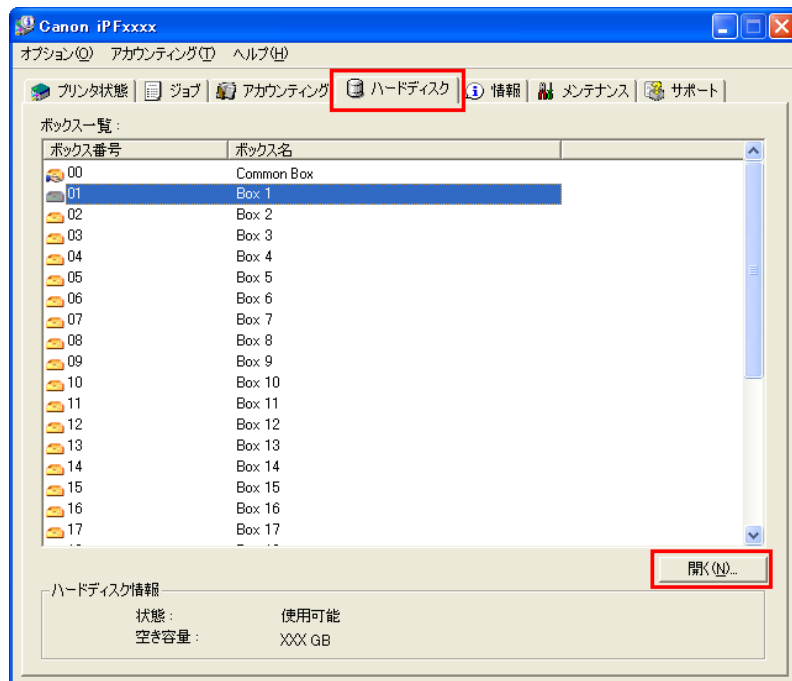 Canon iPFxxxx
オプション(O) アカウンティング(T) ヘルプ(H)
プリンタ状態 ジョブ アカウンティング ハードディスク 情報 メンテナンス サポート
ボックス一覧 :
ボックス番号 ボックス名
00 Common Box
01 Box 1
02 Box 2
03 Box 3
04 Box 4
05 Box 5
06 Box 6
07 Box 7
08 Box 8
09 Box 9
10 Box 10
11 Box 11
12 Box 12
13 Box 13
14 Box 14
15 Box 15
16 Box 16
17 Box 17
開く(N)...
ハードディスク情報
状態 : 使用可能
空き容量 : XXX GB